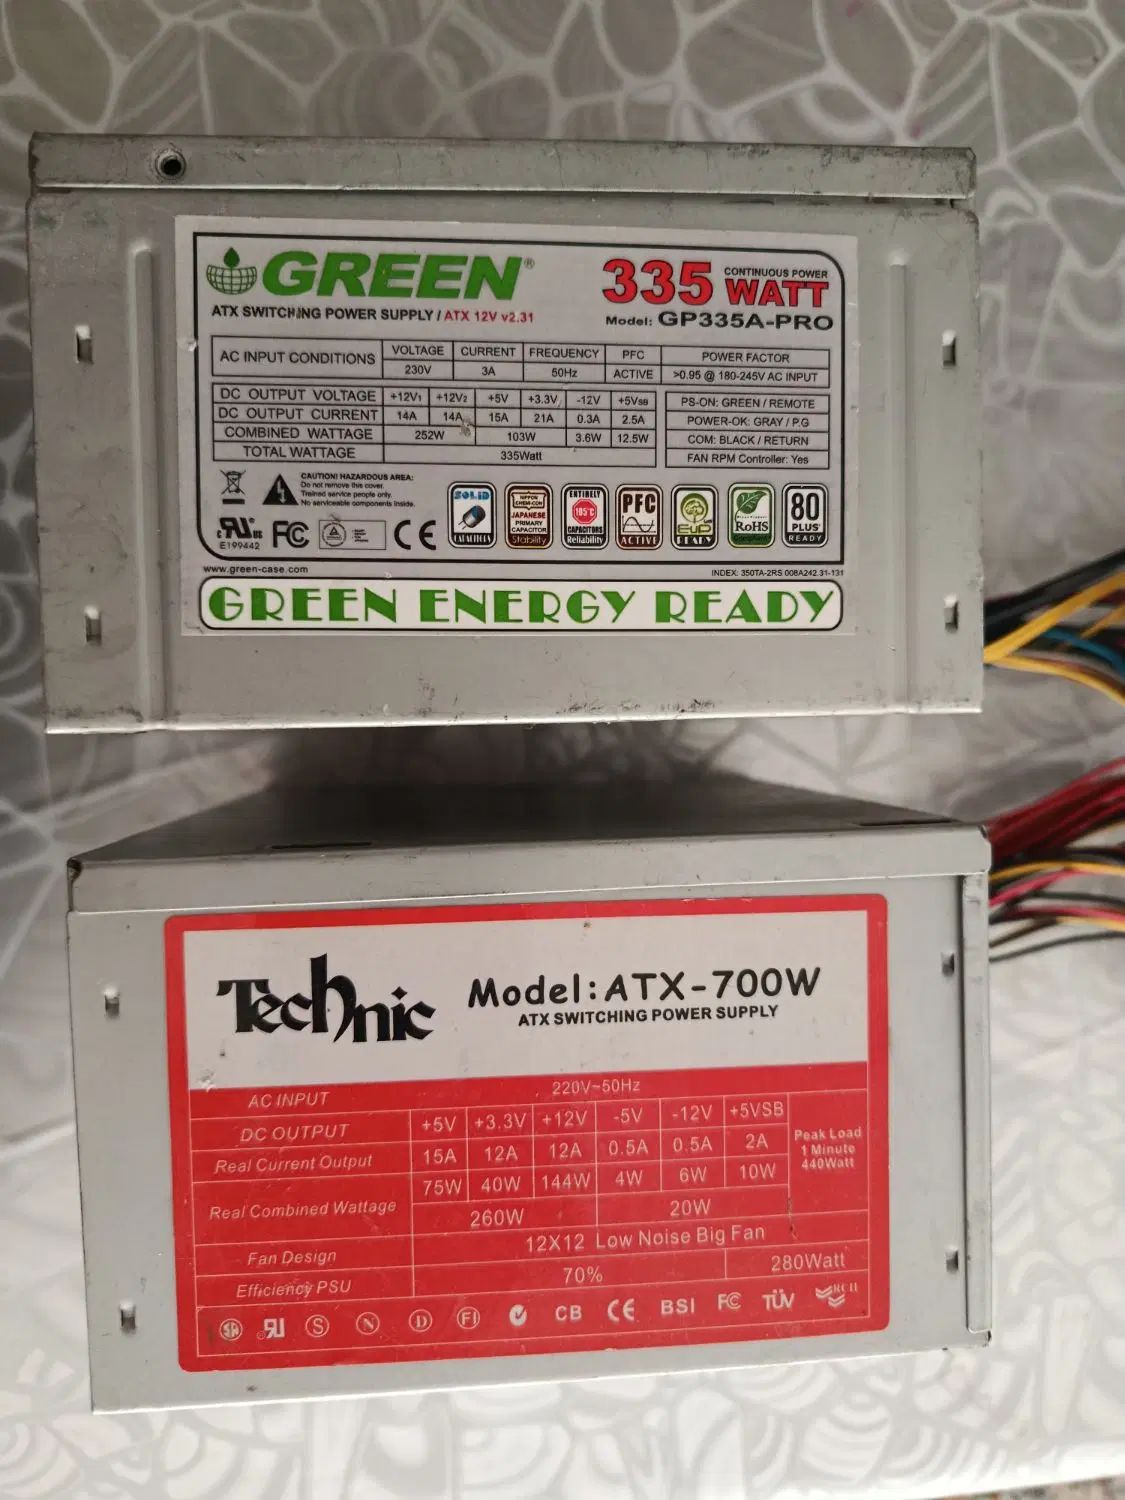 GREEN®
335 CONTINUOUS POWER
WATT
ATX SWITCHING POWER SUPPLY / ATX 12V v2.31
Model: GP335A-PRO
AC INPUT CONDITIONS VOLTAGE CURRENT FREQUENCY PFC POWER FACTOR
230V 3A 50Hz ACTIVE >0.95 @ 180-245V AC INPUT
DC OUTPUT VOLTAGE +12V1 +12V2 +5V +3.3V -12V +5VSB PS-ON: GREEN / REMOTE
DC OUTPUT CURRENT 14A 14A 15A 21A 0.3A 2.5A POWER-OK: GRAY / P.G
COMBINED WATTAGE 252W 103W 3.6W 12.5W COM: BLACK / RETURN
TOTAL WATTAGE 335Watt FAN RPM Controller: Yes
CAUTION! HAZARDOUS AREA:
Do not remove this cover.
Trained service people only.
No serviceable components inside.
E199442
FC CE
SOLID CAPACITORS
NIPPON CHEMI-CON JAPANESE PRIMARY CAPACITOR Stability
ENTIRELY 105°C CAPACITORS Reliability
PFC ACTIVE
EuP READY
RoHS
80 PLUS READY
www.green-case.com
INDEX: 350TA-2RS.008A242.31-131
GREEN ENERGY READY
Technic
Model:ATX-700W
ATX SWITCHING POWER SUPPLY
AC INPUT 220V~50Hz
DC OUTPUT +5V +3.3V +12V -5V -12V +5VSB
Real Current Output 15A 12A 12A 0.5A 0.5A 2A
Peak Load
1 Minute
440Watt
Real Combined Wattage 75W 40W 144W 4W 6W 10W
260W 20W
Fan Design 12X12 Low Noise Big Fan
Efficiency PSU 70% 280Watt
S N D FI CB CE BSI FC TÜV